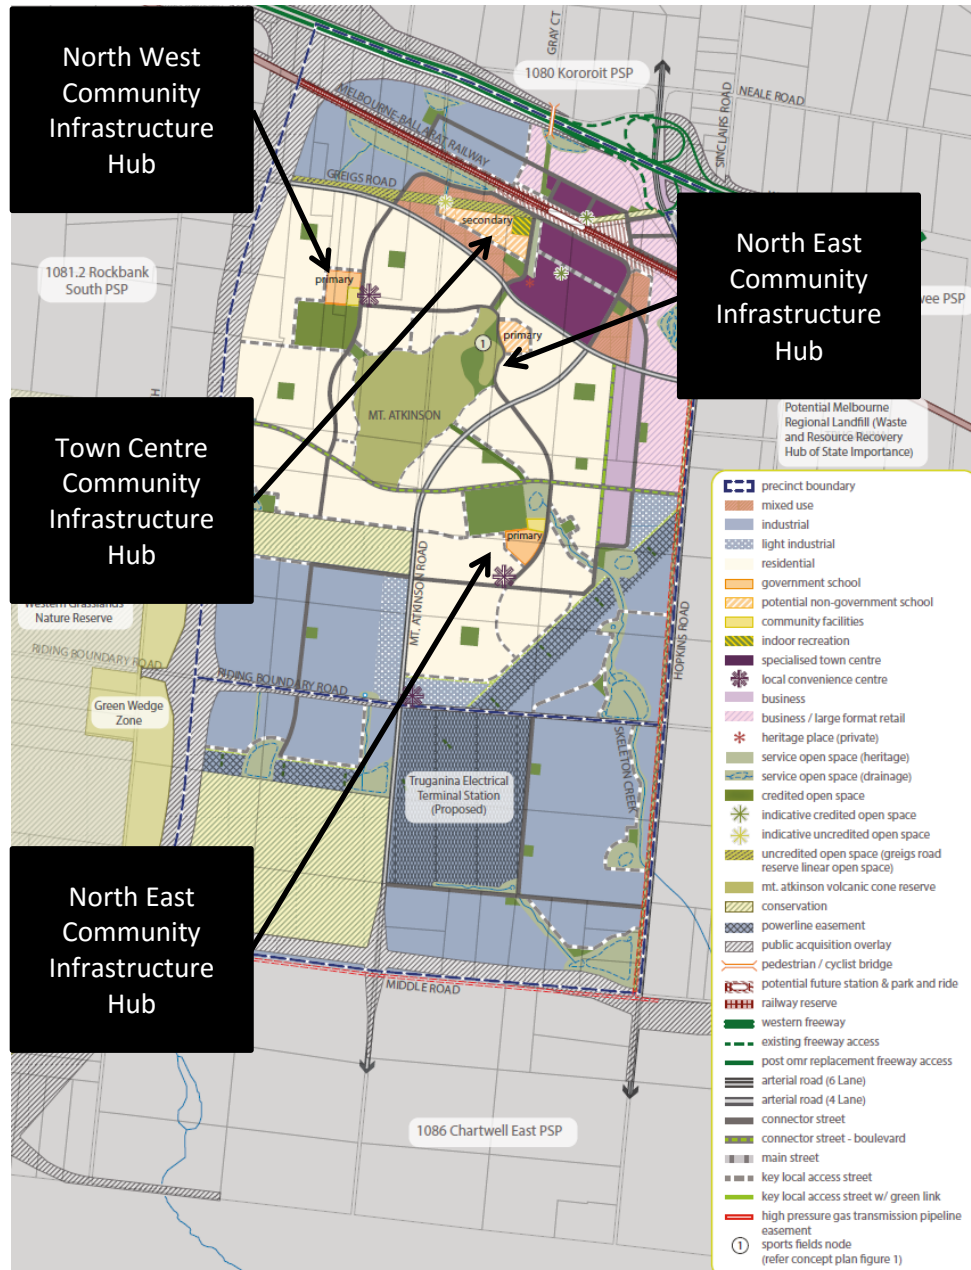 North West
Community
Infrastructure
Hub
GRAY CT
1080 Kororoit PSP
NEALE ROAD
SINCLAIRS ROAD
MELBOURNE-BALLARAT RAILWAY
GREIGS ROAD
secondary
North East
Community
Infrastructure
Hub
1081.2 Rockbank
South PSP
primary
primary
1
vee PSP
MT. ATKINSON
Town Centre
Community
Infrastructure
Hub
Potential Melbourne
Regional Landfill (Waste
and Resource Recovery
Hub of State Importance)
primary
MT. ATKINSON ROAD
HOPKINS ROAD
Western Grasslands
Nature Reserve
RIDING BOUNDARY ROAD
RIDING BOUNDARY ROAD
Green Wedge
Zone
SKELETON CREEK
Truganina Electrical
Terminal Station
(Proposed)
North East
Community
Infrastructure
Hub
MIDDLE ROAD
1086 Chartwell East PSP
precinct boundary
mixed use
industrial
light industrial
residential
government school
potential non-government school
community facilities
indoor recreation
specialised town centre
local convenience centre
business
business / large format retail
heritage place (private)
service open space (heritage)
service open space (drainage)
credited open space
indicative credited open space
indicative uncredited open space
uncredited open space (greigs road
reserve linear open space)
mt. atkinson volcanic cone reserve
conservation
powerline easement
public acquisition overlay
pedestrian / cyclist bridge
potential future station & park and ride
railway reserve
western freeway
existing freeway access
post omr replacement freeway access
arterial road (6 Lane)
arterial road (4 Lane)
connector street
connector street - boulevard
main street
key local access street
key local access street w/ green link
high pressure gas transmission pipeline
easement
1 sports fields node
(refer concept plan figure 1)